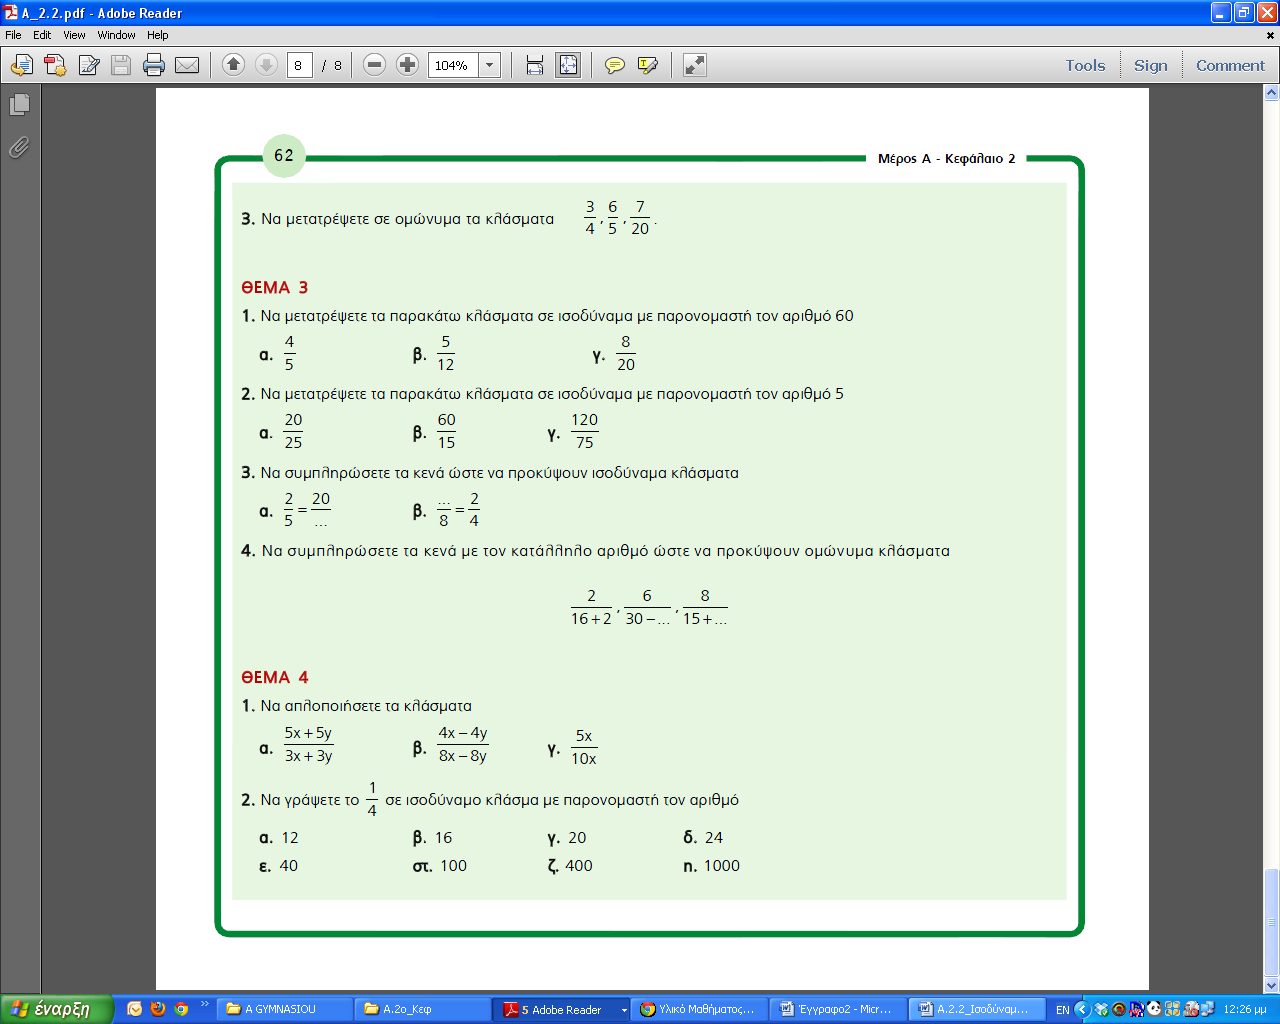 A_2.2.pdf - Adobe Reader
File Edit View Window Help
8 / 8 104% Tools Sign Comment
62 Μέρος Α - Κεφάλαιο 2
3. Να μετατρέψετε σε ομώνυμα τα κλάσματα 3/4 , 6/5 , 7/20 .
ΘΕΜΑ 3
1. Να μετατρέψετε τα παρακάτω κλάσματα σε ισοδύναμα με παρονομαστή τον αριθμό 60
α. 4/5 β. 5/12 γ. 8/20
2. Να μετατρέψετε τα παρακάτω κλάσματα σε ισοδύναμα με παρονομαστή τον αριθμό 5
α. 20/25 β. 60/15 γ. 120/75
3. Να συμπληρώσετε τα κενά ώστε να προκύψουν ισοδύναμα κλάσματα
α. 2/5 = 20/... β. .../8 = 2/4
4. Να συμπληρώσετε τα κενά με τον κατάλληλο αριθμό ώστε να προκύψουν ομώνυμα κλάσματα
2/(16+2) , 6/(30–...) , 8/(15+...)
ΘΕΜΑ 4
1. Να απλοποιήσετε τα κλάσματα
α. (5x+5y)/(3x+3y) β. (4x–4y)/(8x–8y) γ. 5x/10x
2. Να γράψετε το 1/4 σε ισοδύναμο κλάσμα με παρονομαστή τον αριθμό
α. 12 β. 16 γ. 20 δ. 24
ε. 40 στ. 100 ζ. 400 η. 1000
έναρξη » A GYMNASIOU Α.2ο_Κεφ 5 Adobe Reader Υλικό Μαθήματος... Έγγραφο2 - Micr... Α.2.2_Ισοδύναμ... EN 12:26 μμ